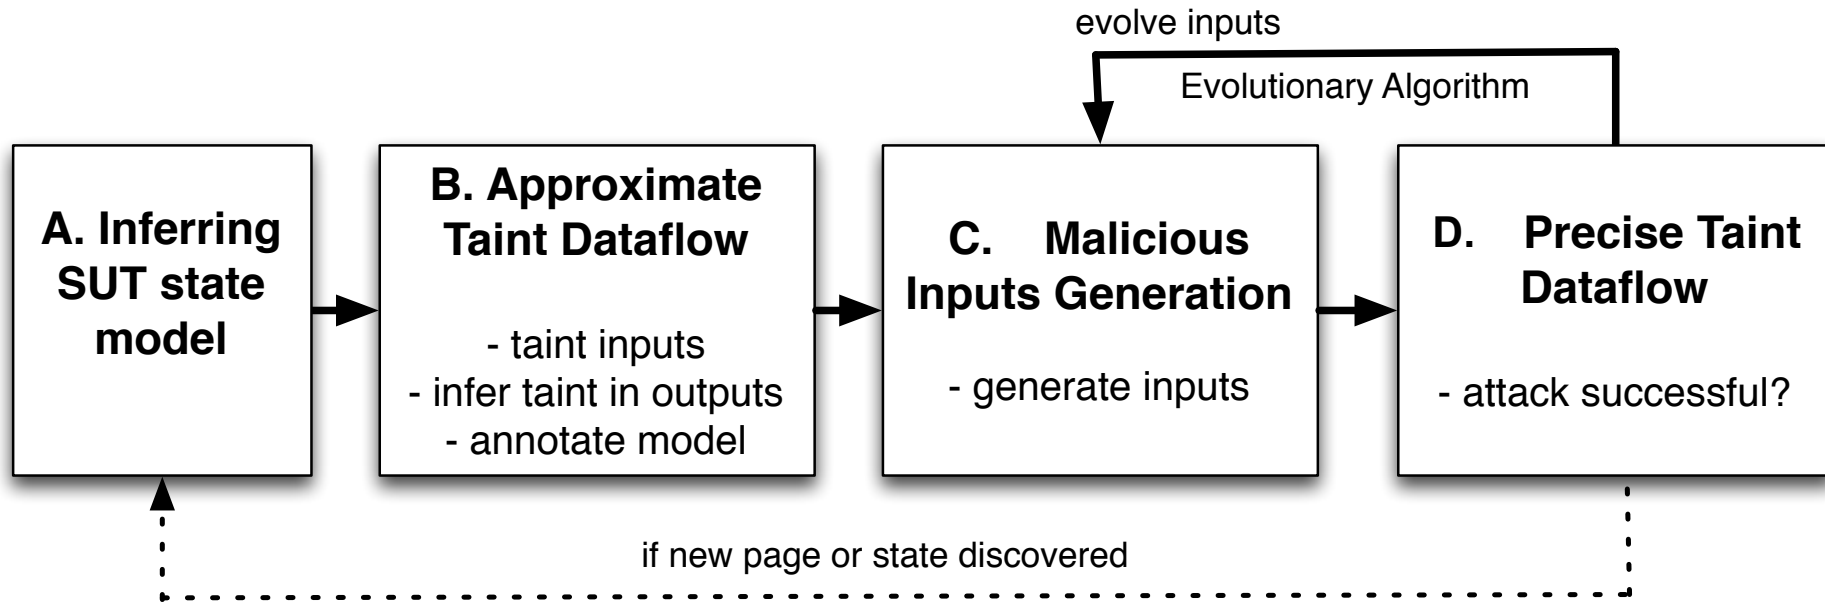 evolve inputs
Evolutionary Algorithm
A. Inferring
SUT state
model
B. Approximate
Taint Dataflow
- taint inputs
- infer taint in outputs
- annotate model
C. Malicious
Inputs Generation
- generate inputs
D. Precise Taint
Dataflow
- attack successful?
if new page or state discovered